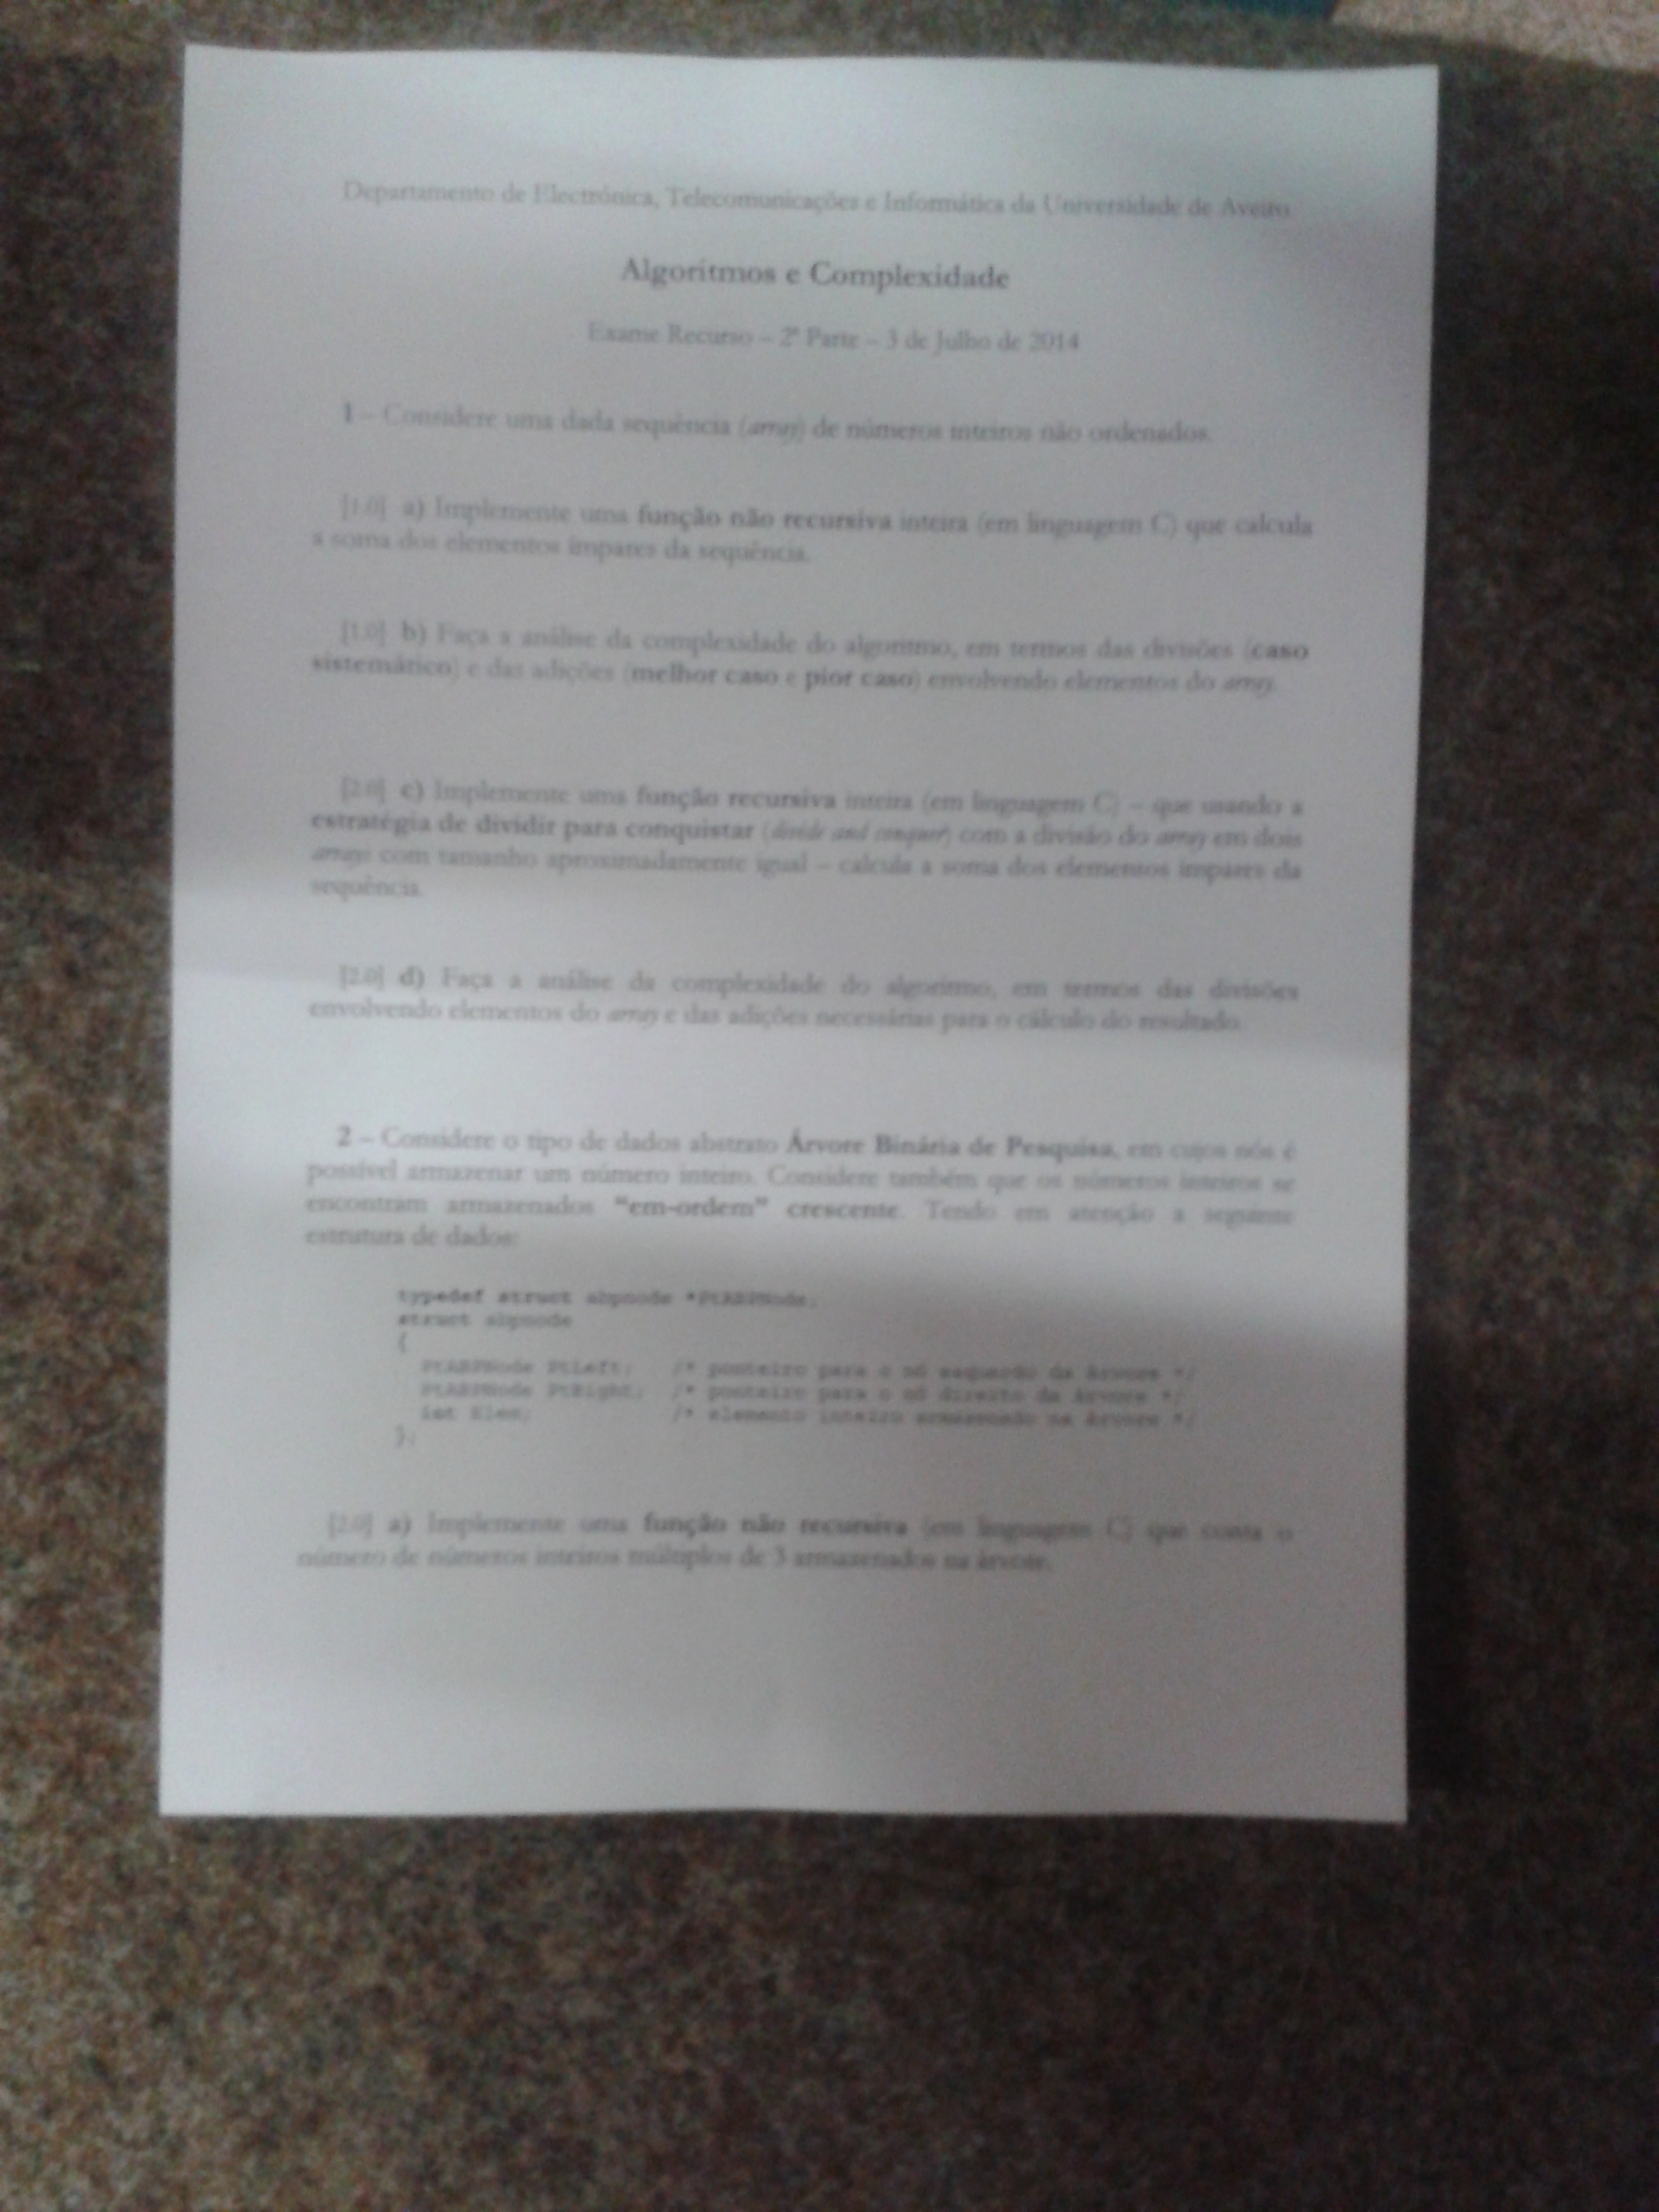 Departamento de Electrónica, Telecomunicações e Informática da Universidade de Aveiro
Algoritmos e Complexidade
Exame Recurso – 2ª Parte – 3 de Julho de 2014
1 – Considere uma dada sequência (array) de números inteiros não ordenados.
[1.0] a) Implemente uma função não recursiva inteira (em linguagem C) que calcula
a soma dos elementos ímpares da sequência.
[1.0] b) Faça a análise da complexidade do algoritmo, em termos das divisões (caso
sistemático) e das adições (melhor caso e pior caso) envolvendo elementos do array.
[2.0] c) Implemente uma função recursiva inteira (em linguagem C) – que usando a
estratégia de dividir para conquistar (divide and conquer) com a divisão do array em dois
arrays com tamanho aproximadamente igual – calcula a soma dos elementos ímpares da
sequência.
[2.0] d) Faça a análise da complexidade do algoritmo, em termos das divisões
envolvendo elementos do array e das adições necessárias para o cálculo do resultado.
2 – Considere o tipo de dados abstrato Árvore Binária de Pesquisa, em cujos nós é
possível armazenar um número inteiro. Considere também que os números inteiros se
encontram armazenados "em-ordem" crescente. Tendo em atenção a seguinte
estrutura de dados:
typedef struct abpnode *PtABPNode;
struct abpnode
{
PtABPNode PtLeft; /* ponteiro para o nó esquerdo da árvore */
PtABPNode PtRight; /* ponteiro para o nó direito da árvore */
int Elem; /* elemento inteiro armazenado na árvore */
};
[2.0] a) Implemente uma função não recursiva (em linguagem C) que conta o
número de números inteiros múltiplos de 3 armazenados na árvore.